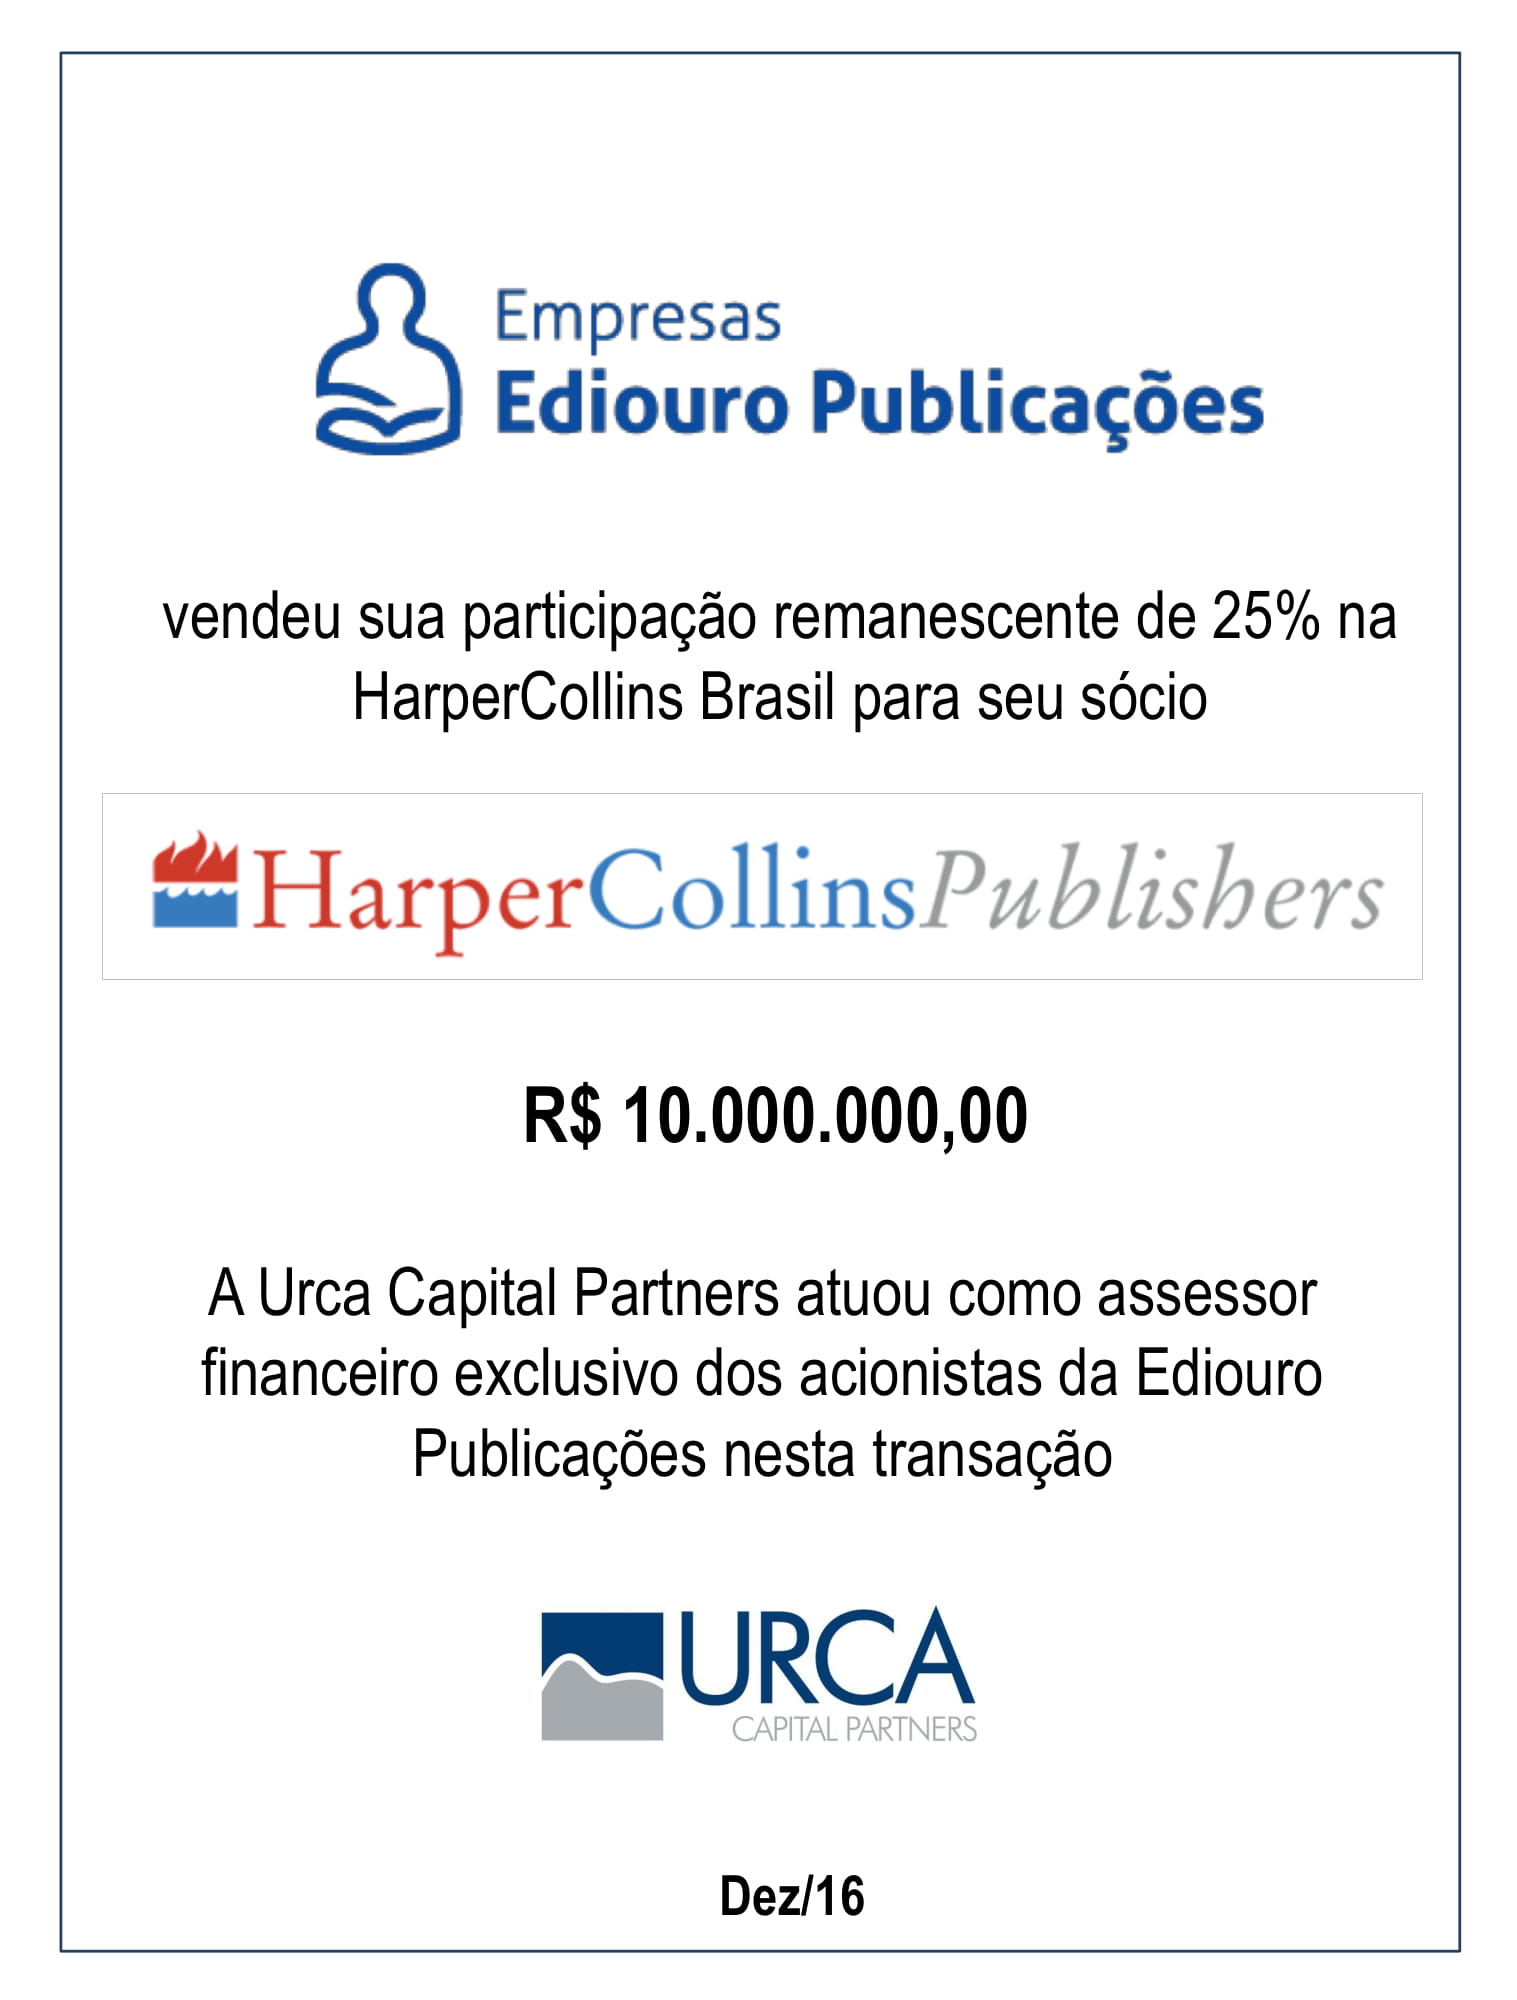 Empresas
Ediouro Publicações
vendeu sua participação remanescente de 25% na
HarperCollins Brasil para seu sócio
HarperCollinsPublishers
R$ 10.000.000,00
A Urca Capital Partners atuou como assessor
financeiro exclusivo dos acionistas da Ediouro
Publicações nesta transação
URCA
CAPITAL PARTNERS
Dez/16